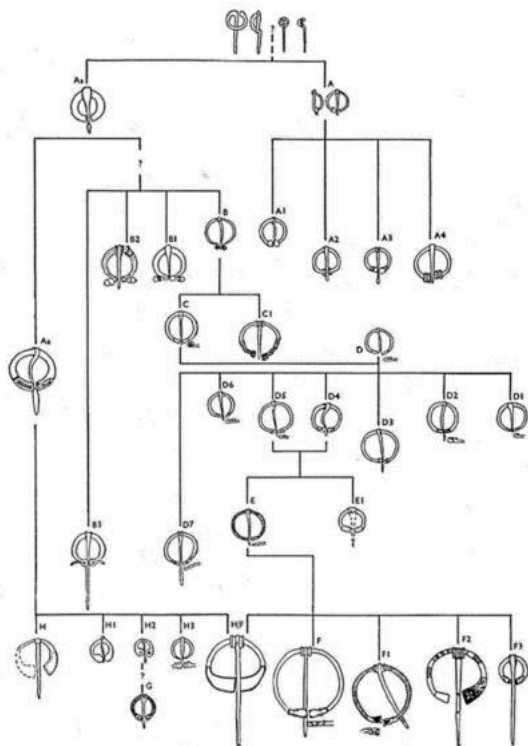 ?
Aa
A
?
B
A1
A2
A3
A4
B2
B1
C
C1
D
Aa
D6
D5
D4
D3
D2
D1
E
E1
B3
D7
H
H1
H2
H3
H/F
F
F1
F2
F3
?
G